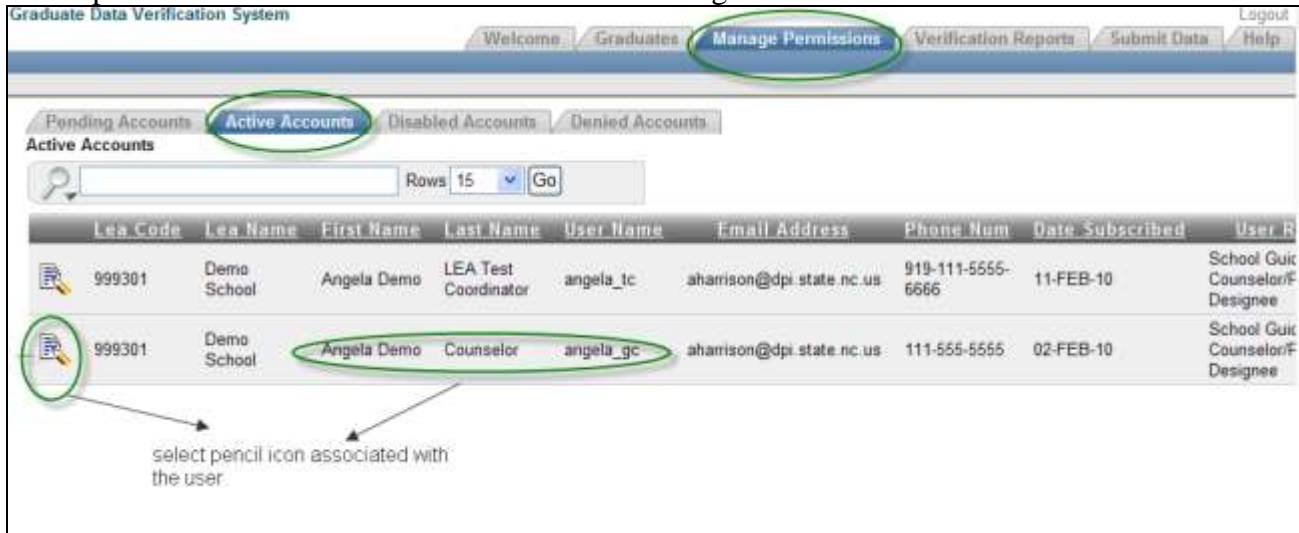 Graduate Data Verification System
Logout
Welcome Graduates Manage Permissions Verification Reports Submit Data Help
Pending Accounts Active Accounts Disabled Accounts Denied Accounts
Active Accounts
Rows 15 Go
Lea Code Lea Name First Name Last Name User Name Email Address Phone Num Date Subscribed User R
999301 Demo School Angela Demo LEA Test Coordinator angela_tc aharrison@dpi.state.nc.us 919-111-5555-6666 11-FEB-10 School Guic Counselor/F Designee
999301 Demo School Angela Demo Counselor angela_gc aharrison@dpi.state.nc.us 111-555-5555 02-FEB-10 School Guic Counselor/F Designee
select pencil icon associated with
the user